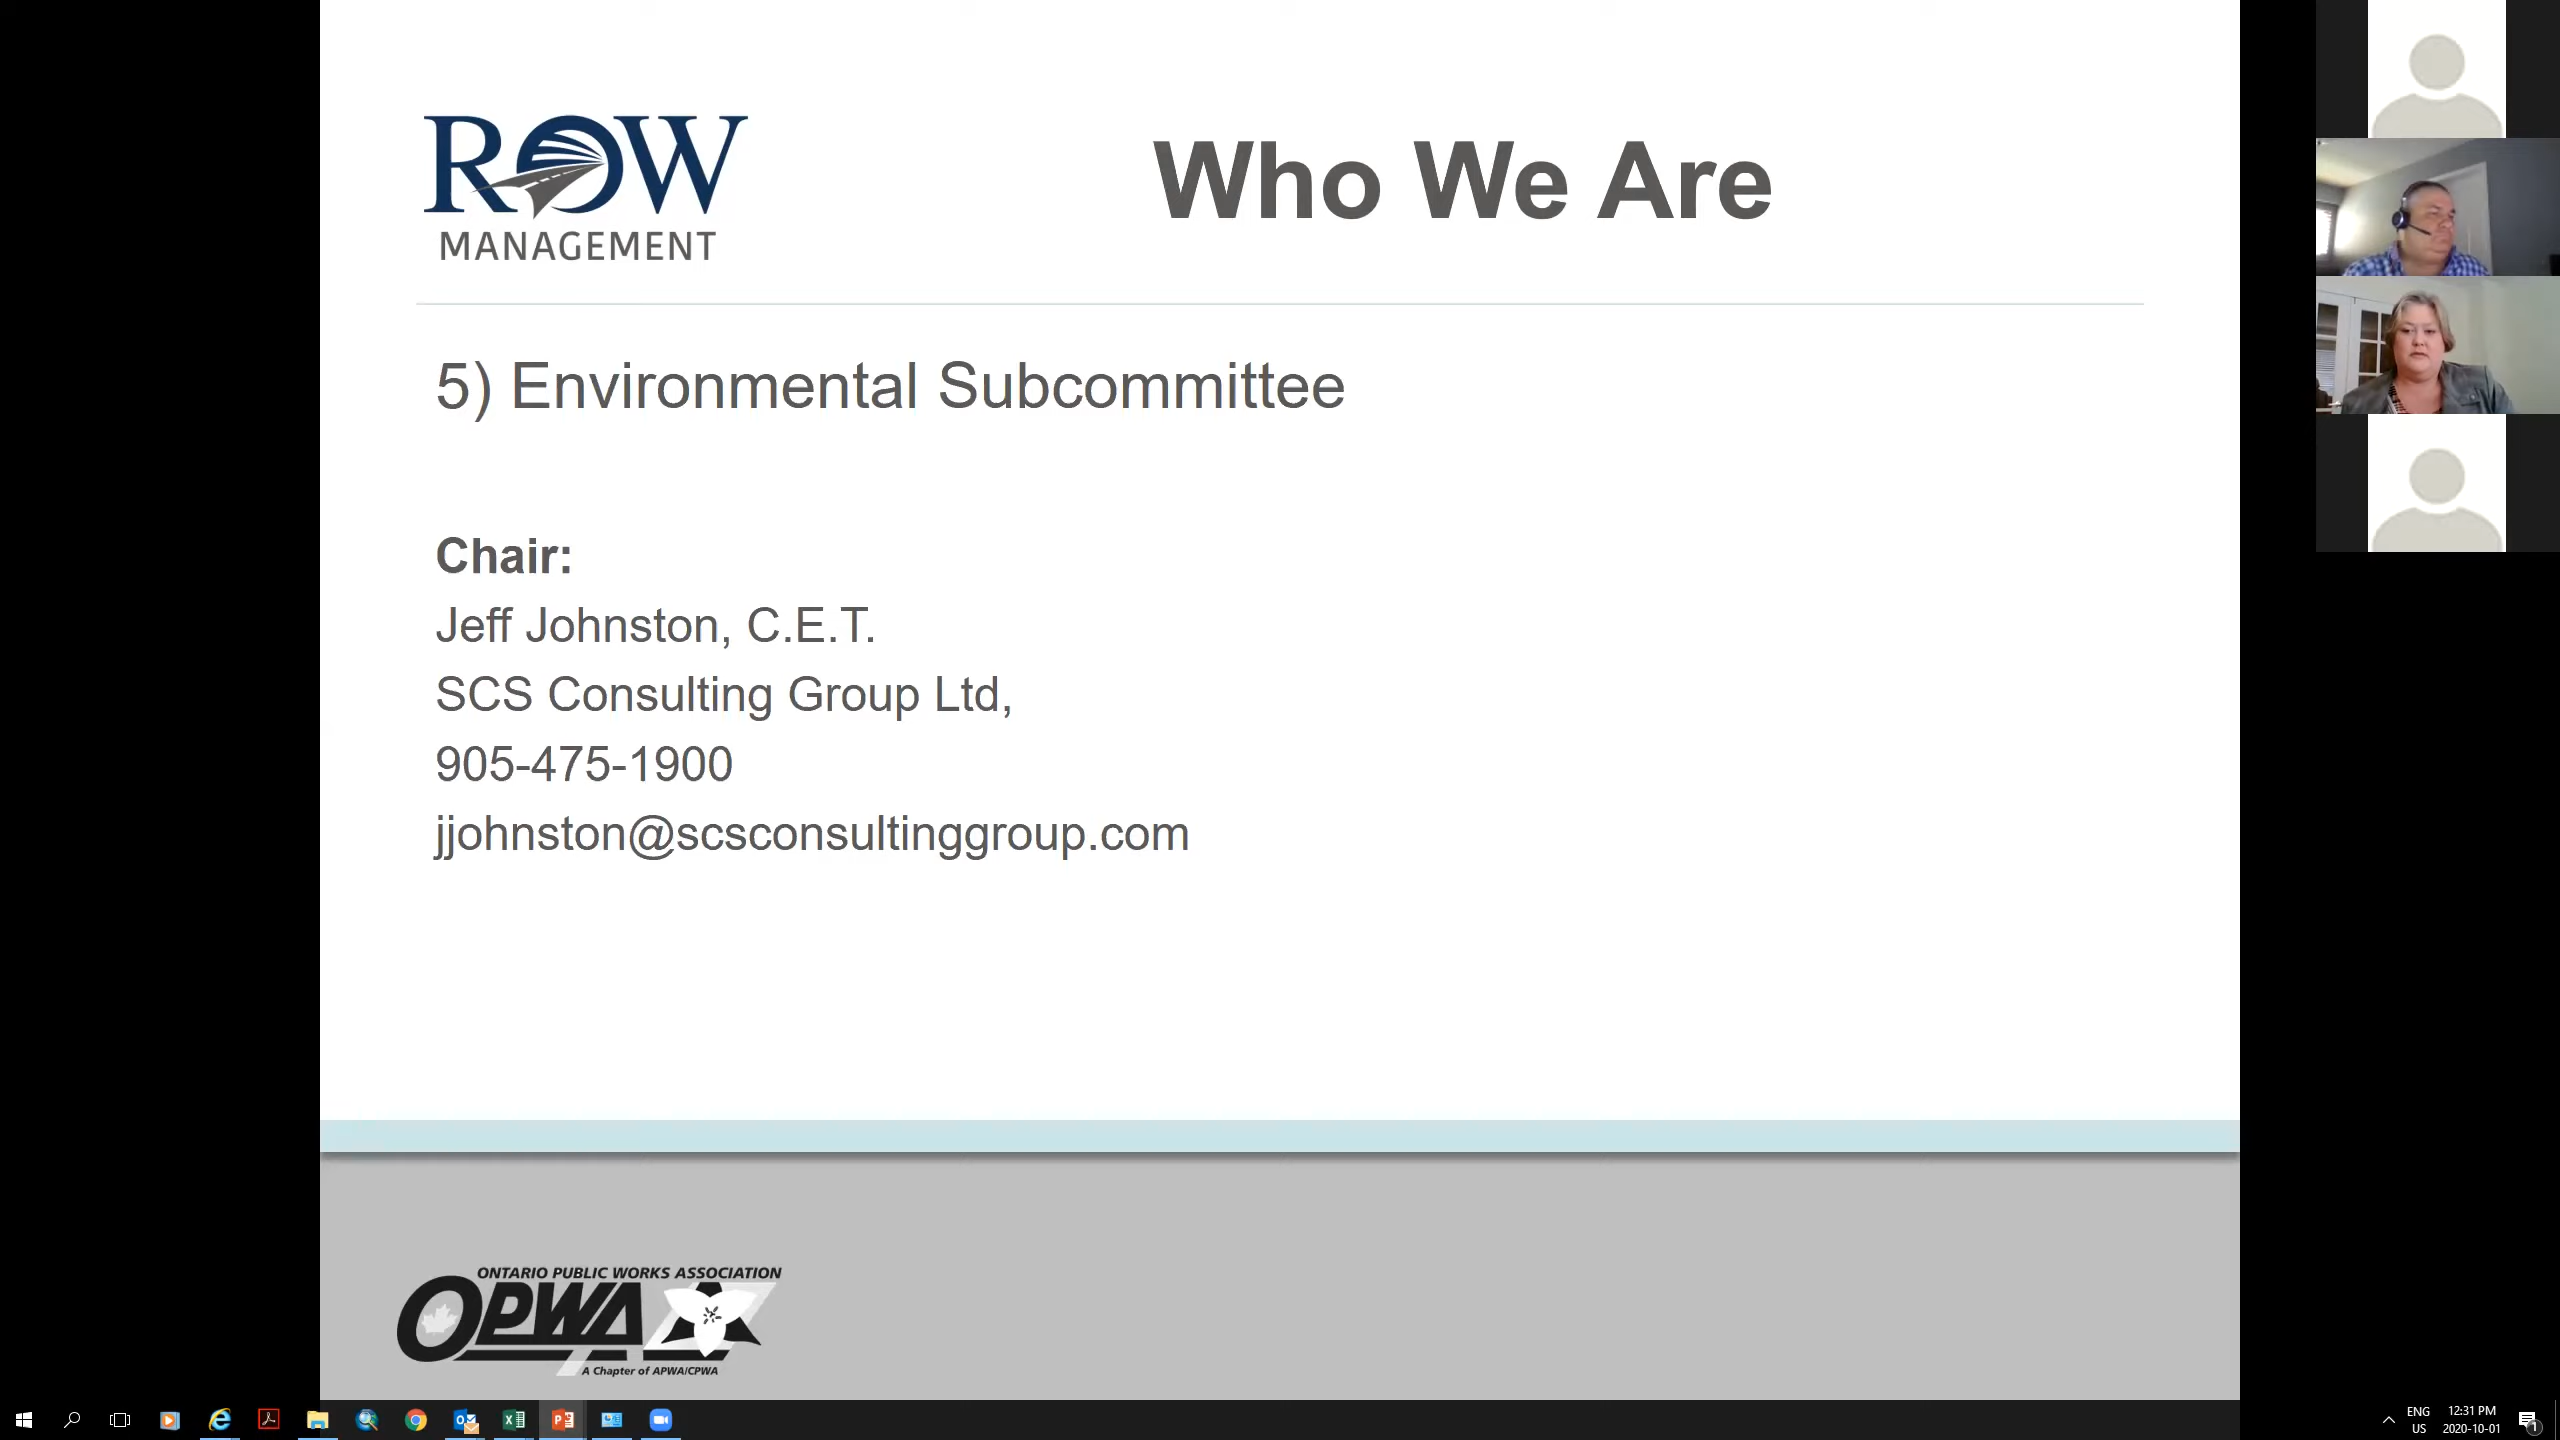 ROW
MANAGEMENT
Who We Are
5) Environmental Subcommittee
Chair:
Jeff Johnston, C.E.T.
SCS Consulting Group Ltd,
905-475-1900
jjohnston@scsconsultinggroup.com
ONTARIO PUBLIC WORKS ASSOCIATION
OPWA
A Chapter of APWA/CPWA
ENG
US
12:31 PM
2020-10-01
1